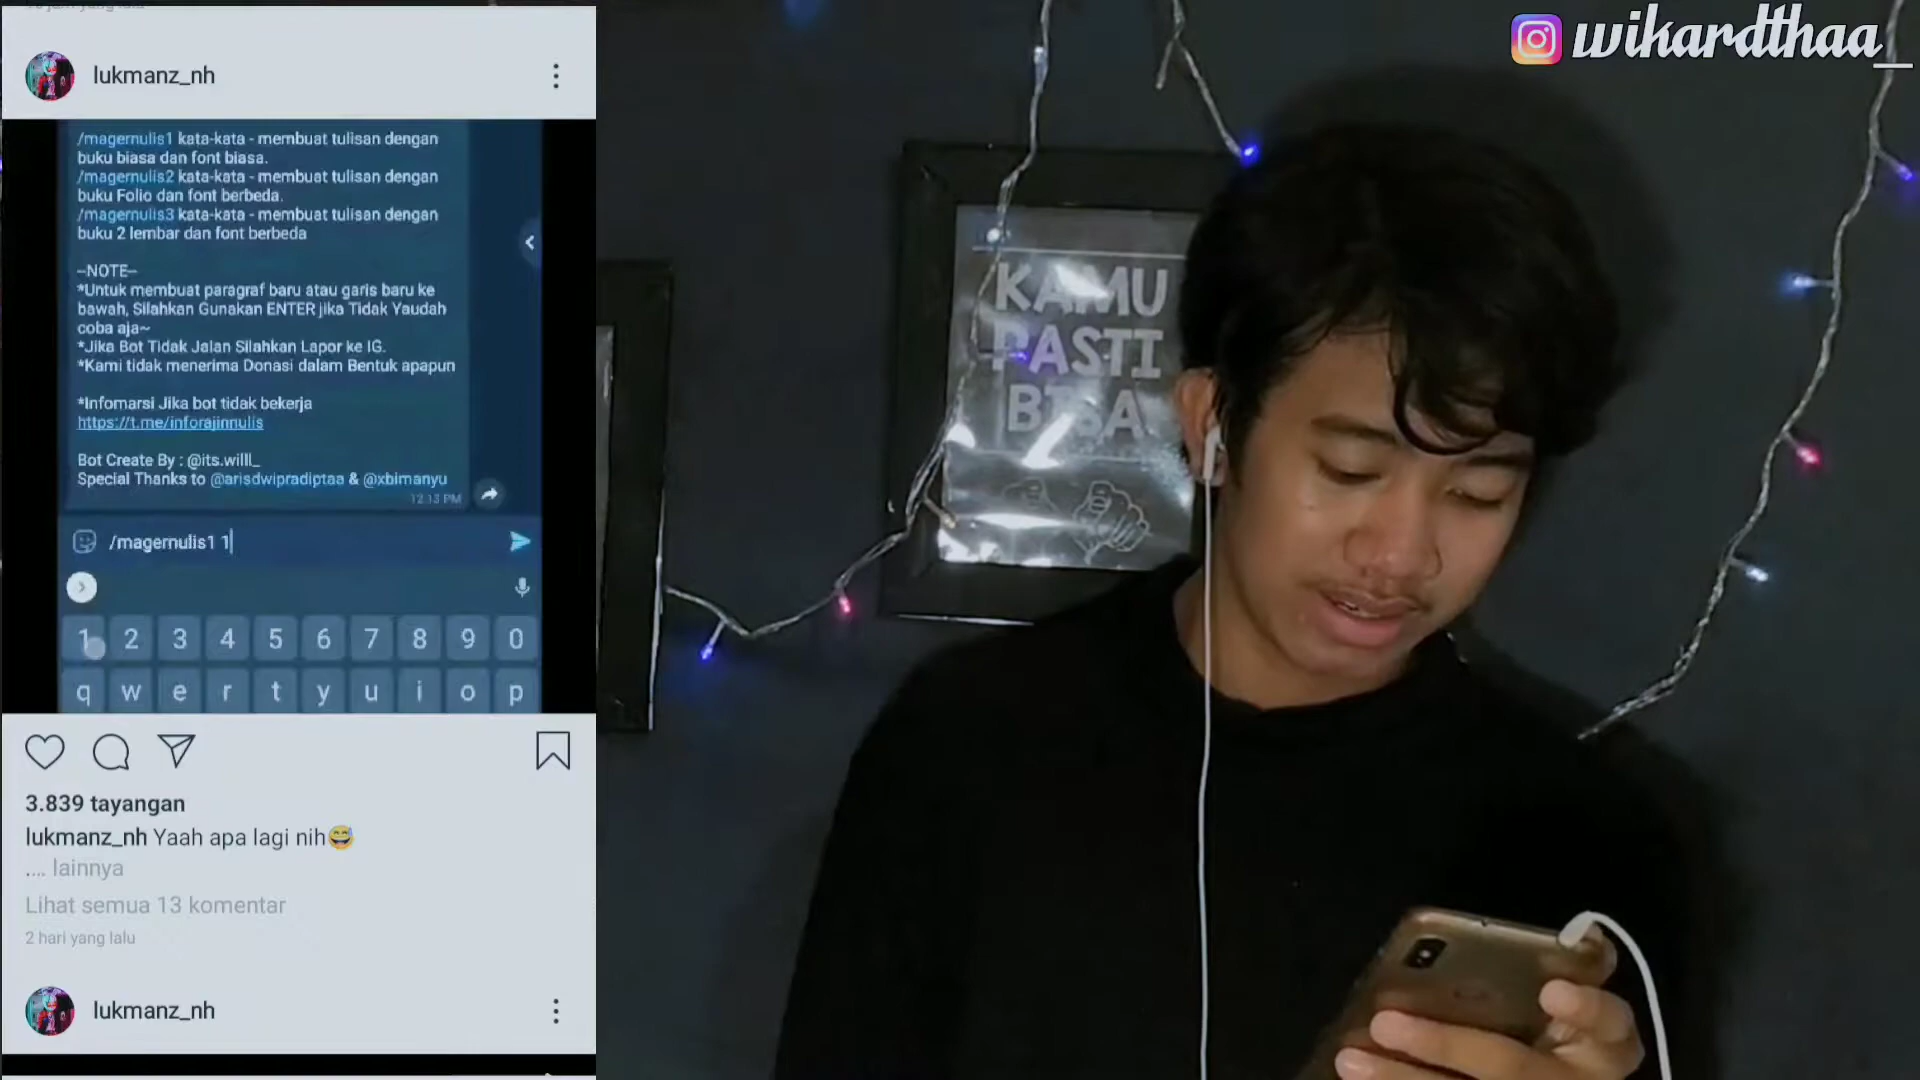 lukmanz_nh
/magernulis1 kata-kata - membuat tulisan dengan
buku biasa dan font biasa.
/magernulis2 kata-kata - membuat tulisan dengan
buku Folio dan font berbeda.
/magernulis3 kata-kata - membuat tulisan dengan
buku 2 lembar dan font berbeda
--NOTE--
*Untuk membuat paragraf baru atau garis baru ke
bawah, Silahkan Gunakan ENTER jika Tidak Yaudah
coba aja~
*Jika Bot Tidak Jalan Silahkan Lapor ke IG.
*Kami tidak menerima Donasi dalam Bentuk apapun
*Infomarsi Jika bot tidak bekerja
https://t.me/inforajinnulis
Bot Create By : @its.willl_
Special Thanks to @arisdwipradiptaa & @xbimanyu
12:13 PM
/magernulis1 1
1 2 3 4 5 6 7 8 9 0
q w e r t y u i o p
3.839 tayangan
lukmanz_nh Yaah apa lagi nih😅
.... lainnya
Lihat semua 13 komentar
2 hari yang lalu
lukmanz_nh
wikardthaa_
KAMU
PASTI
BISA